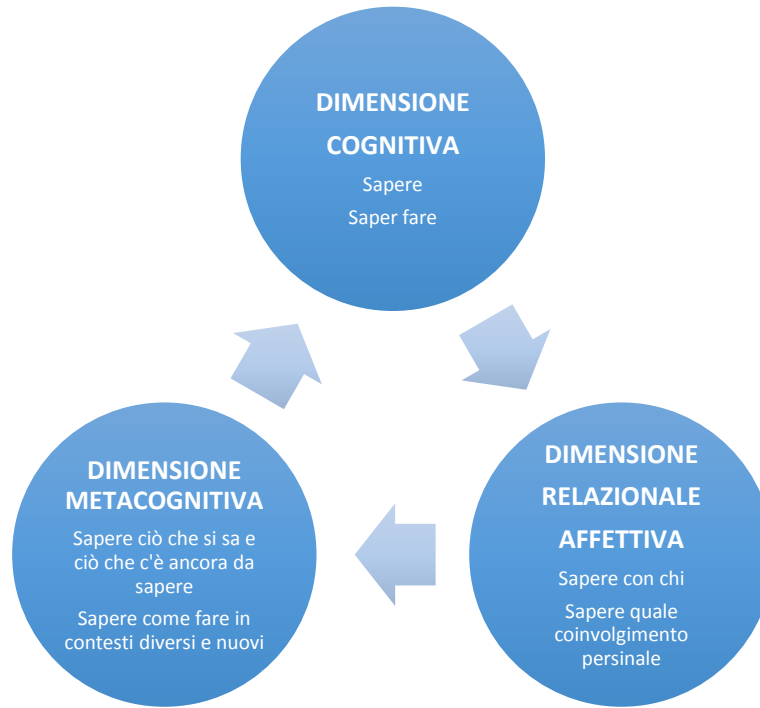 DIMENSIONE
COGNITIVA
Sapere
Saper fare
DIMENSIONE
METACOGNITIVA
Sapere ciò che si sa e
ciò che c'è ancora da
sapere
Sapere come fare in
contesti diversi e nuovi
DIMENSIONE
RELAZIONALE
AFFETTIVA
Sapere con chi
Sapere quale
coinvolgimento
persinale